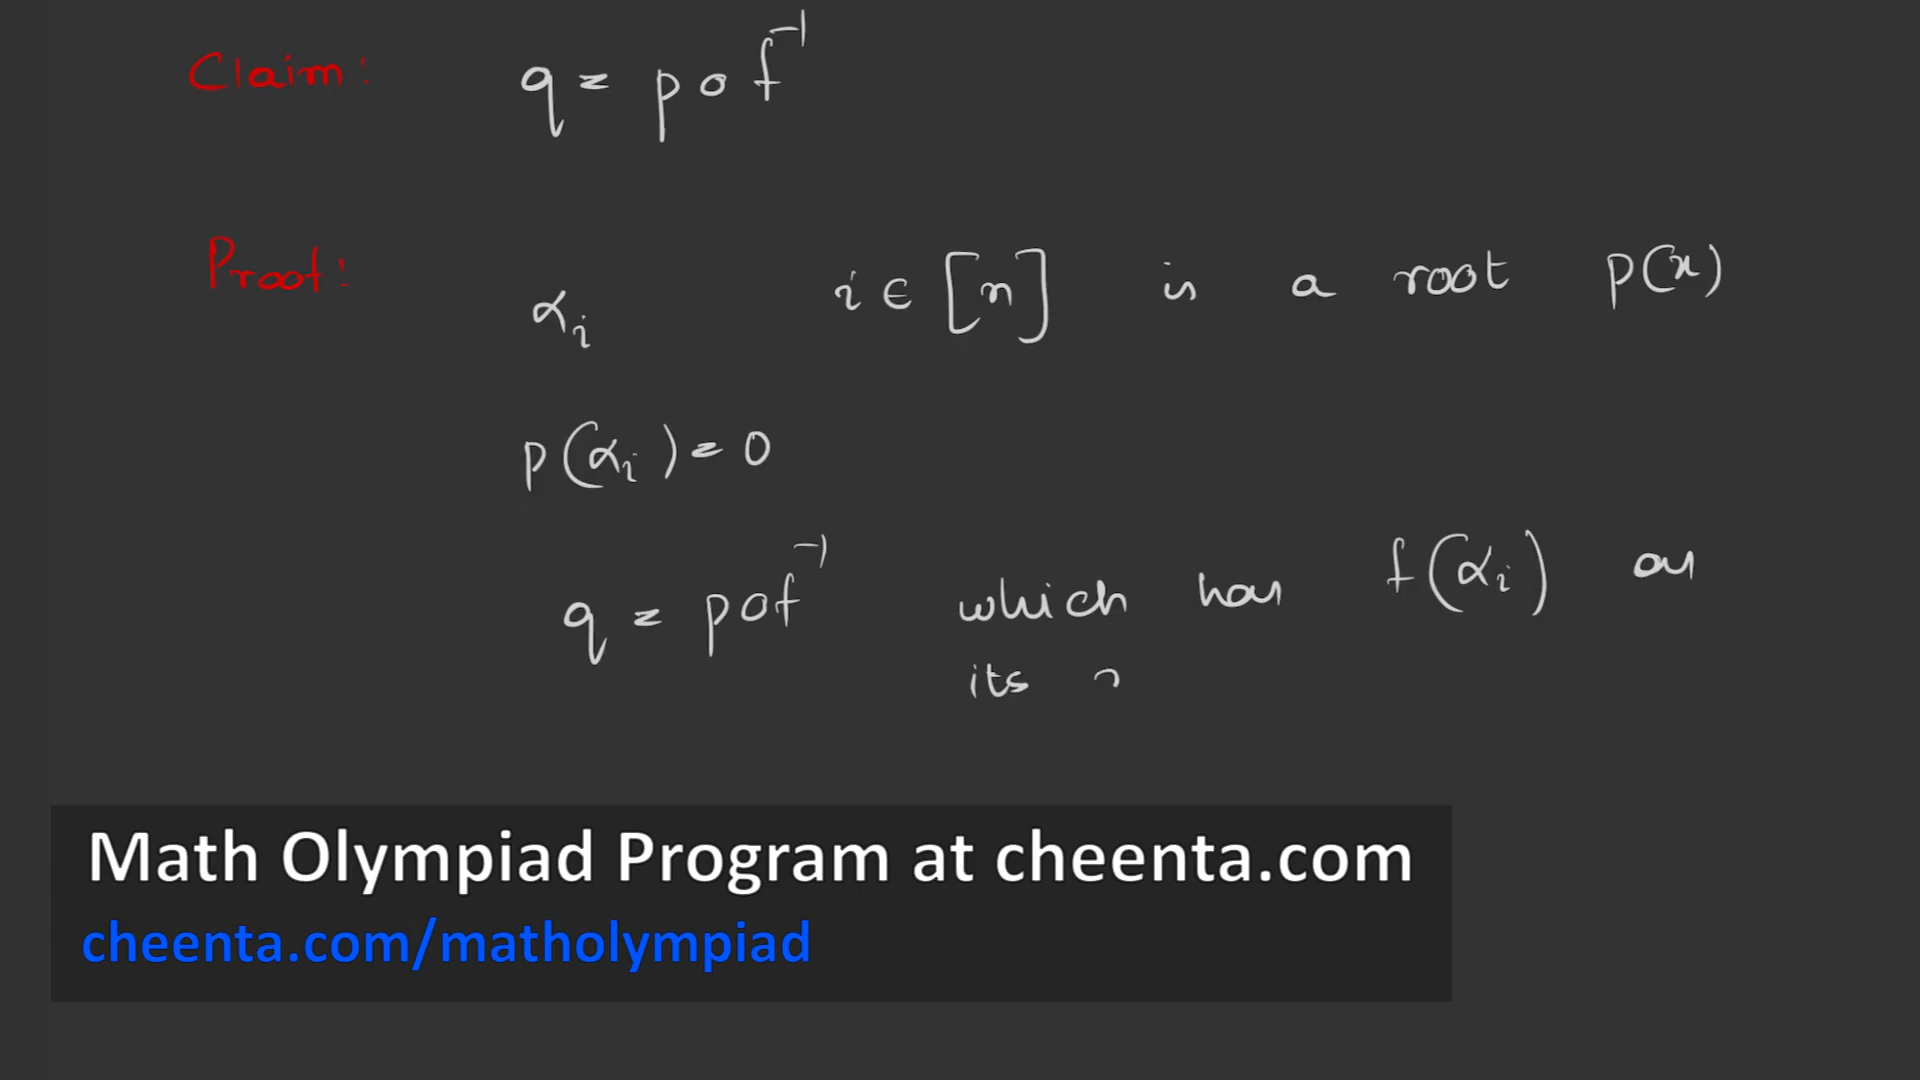 Claim: q = p o f⁻¹
Proof: αᵢ i ∈ [n] is a root p(x)
p(αᵢ) = 0
q = p o f⁻¹ which has f(αᵢ) as
its
Math Olympiad Program at cheenta.com
cheenta.com/matholympiad